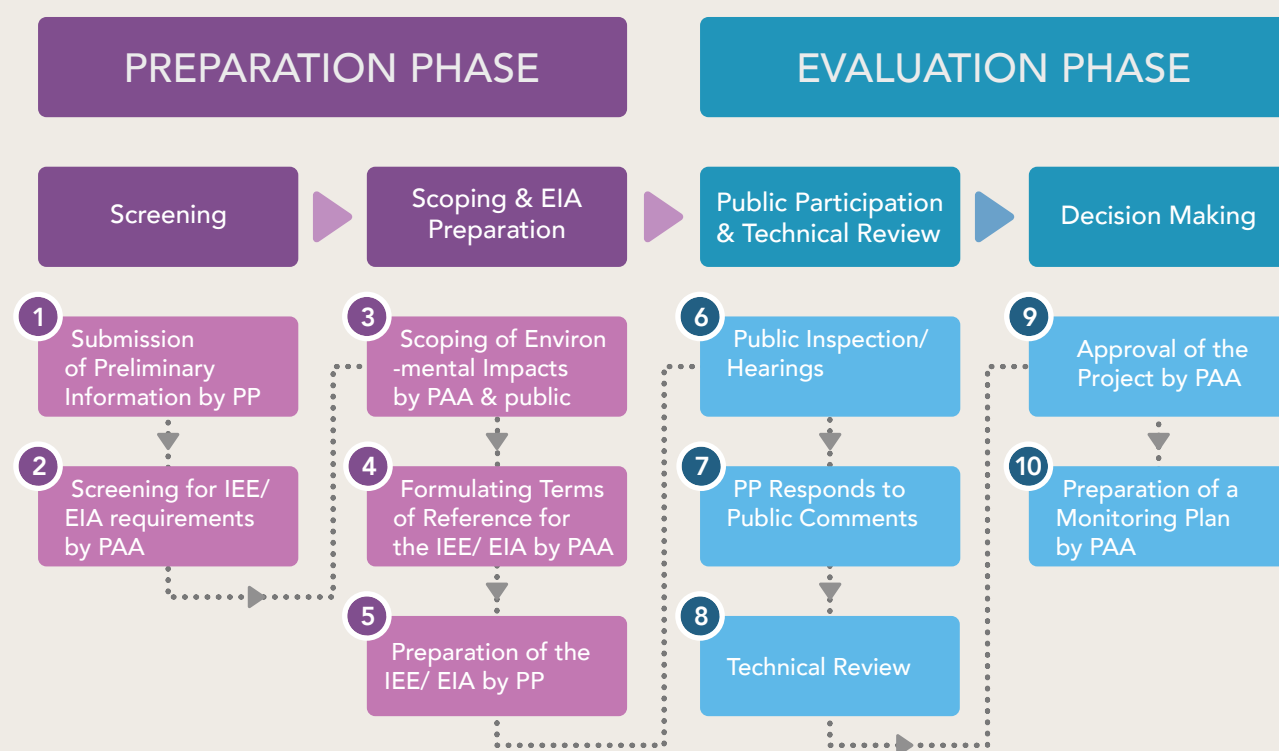 PREPARATION PHASE
EVALUATION PHASE
Screening
Scoping & EIA
Preparation
Public Participation
& Technical Review
Decision Making
1
Submission
of Preliminary
Information by PP
2
Screening for IEE/
EIA requirements
by PAA
3
Scoping of Environ
-mental Impacts
by PAA & public
4
Formulating Terms
of Reference for
the IEE/ EIA by PAA
5
Preparation of the
IEE/ EIA by PP
6
Public Inspection/
Hearings
7
PP Responds to
Public Comments
8
Technical Review
9
Approval of the
Project by PAA
10
Preparation of a
Monitoring Plan
by PAA